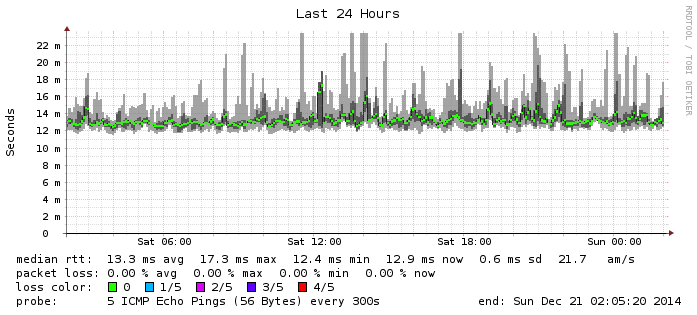 Last 24 Hours
RRDTOOL / TOBI OETIKER
Seconds
22 m
20 m
18 m
16 m
14 m
12 m
10 m
8 m
6 m
4 m
2 m
0
Sat 06:00 Sat 12:00 Sat 18:00 Sun 00:00
median rtt: 13.3 ms avg 17.3 ms max 12.4 ms min 12.9 ms now 0.6 ms sd 21.7 am/s
packet loss: 0.00 % avg 0.00 % max 0.00 % min 0.00 % now
loss color: 0 1/5 2/5 3/5 4/5
probe: 5 ICMP Echo Pings (56 Bytes) every 300s end: Sun Dec 21 02:05:20 2014